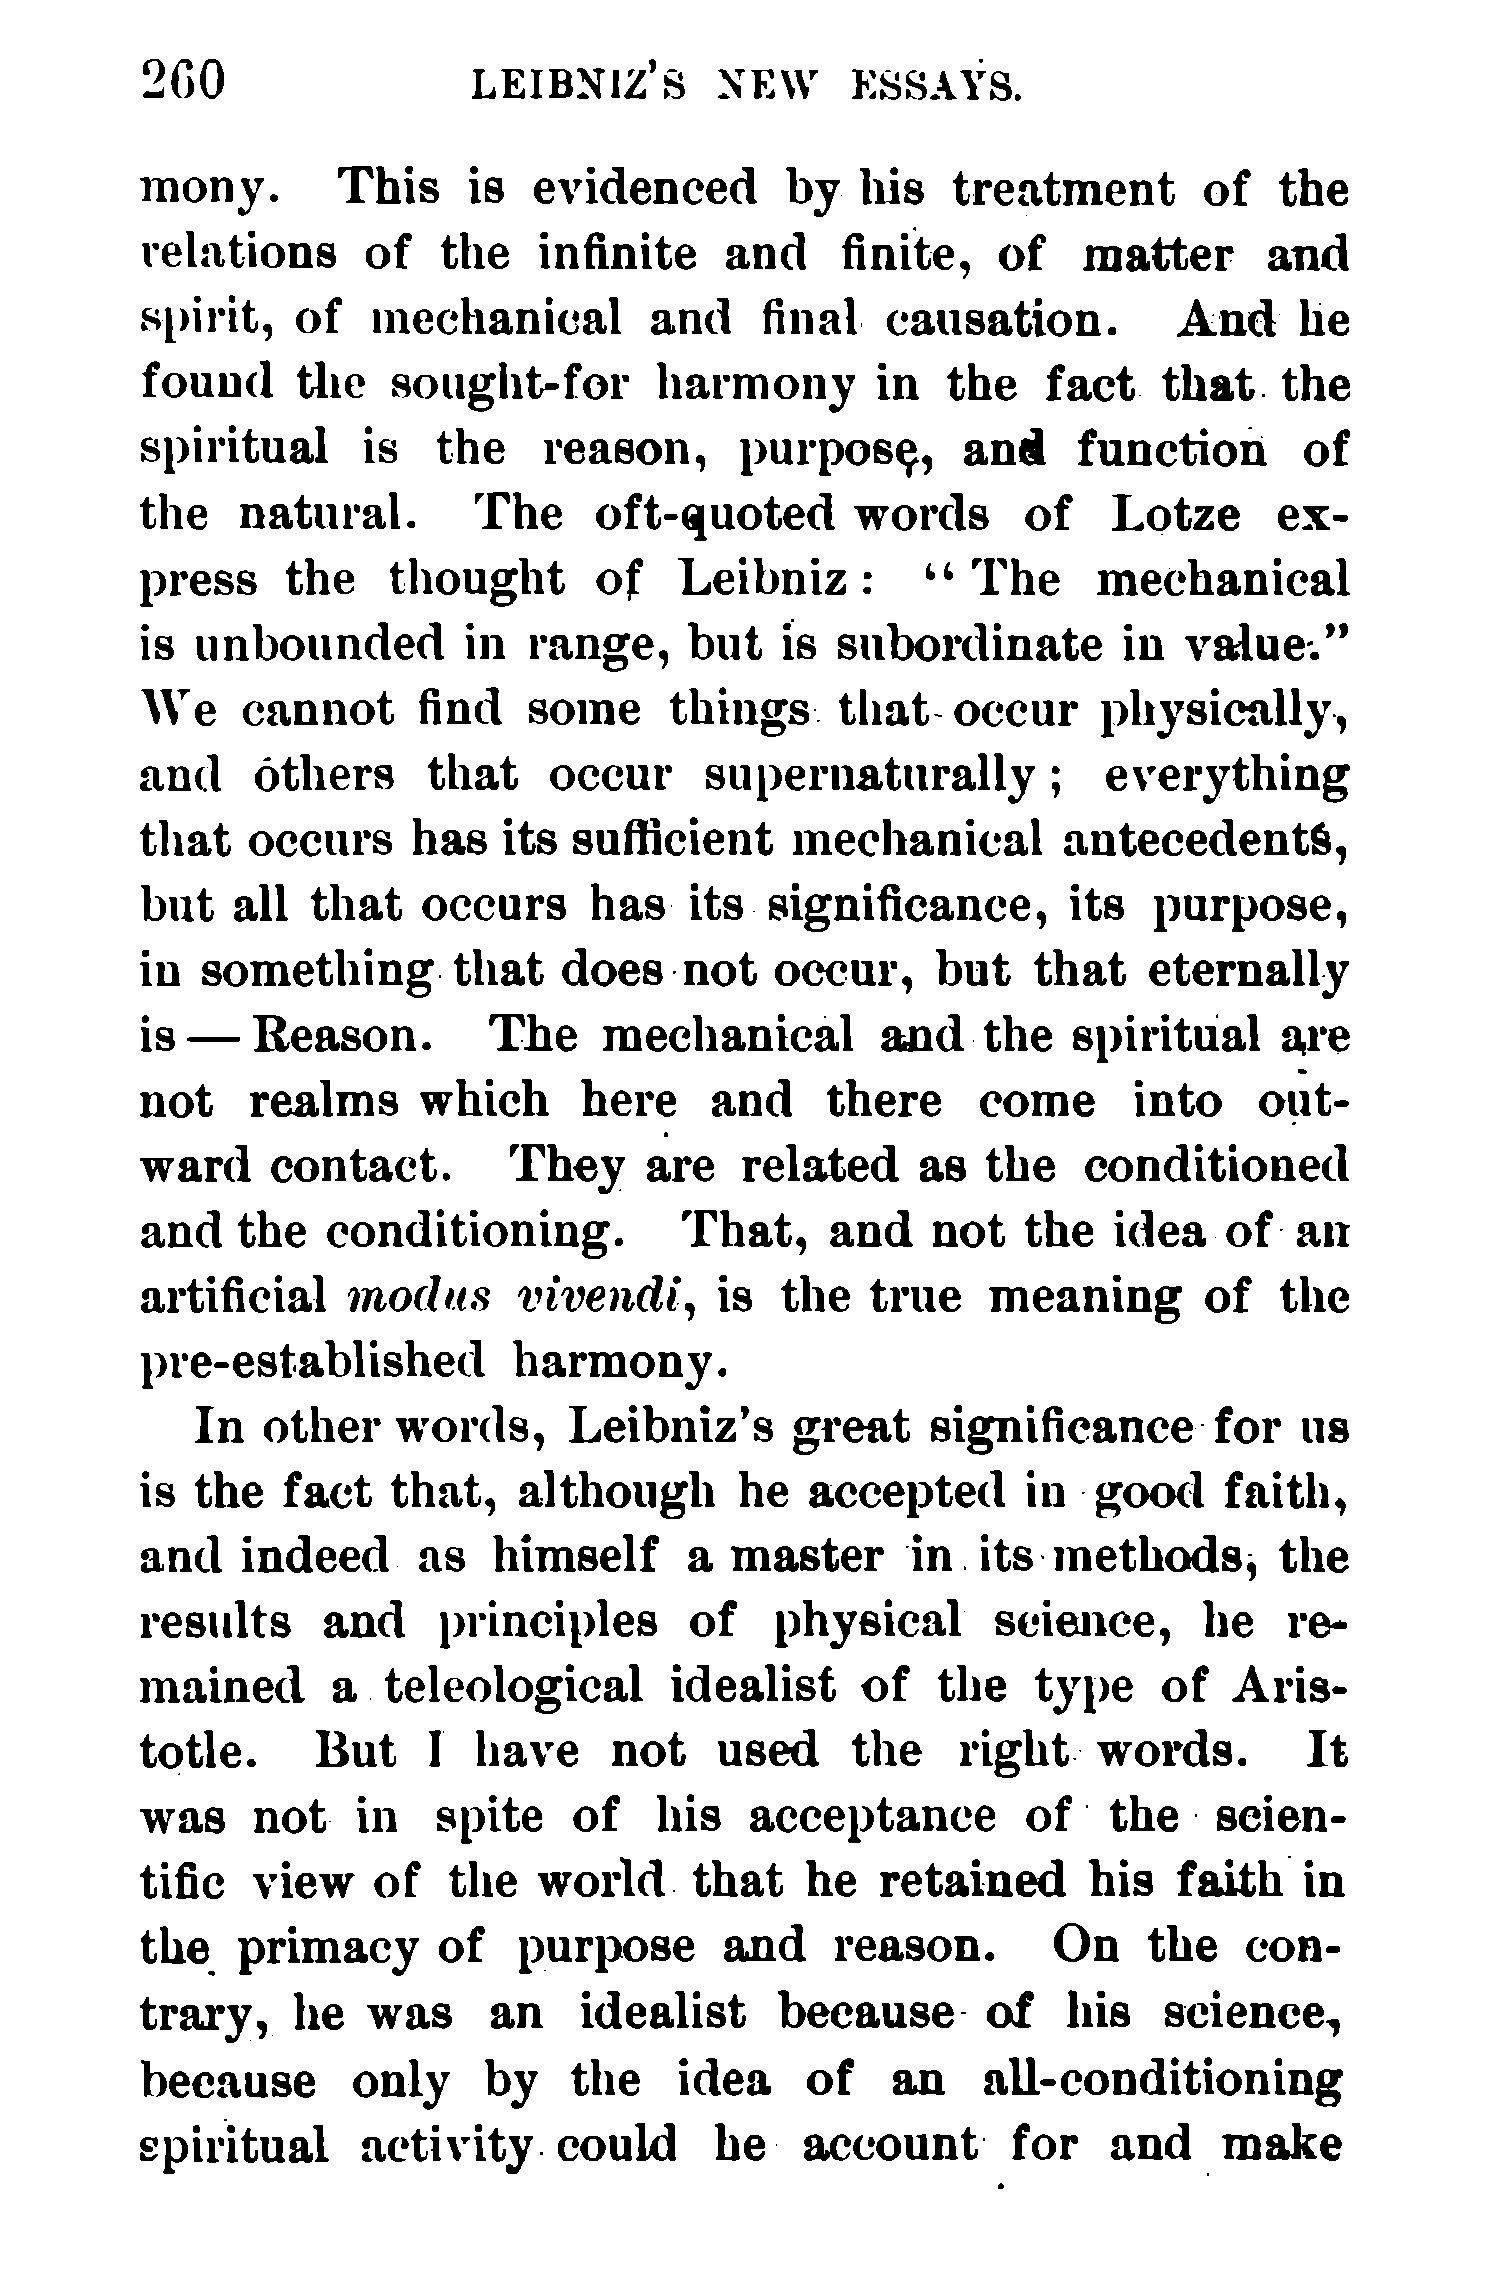 260 LEIBNIZ'S NEW ESSAYS.
mony. This is evidenced by his treatment of the
relations of the infinite and finite, of matter and
spirit, of mechanical and final causation. And he
found the sought-for harmony in the fact that the
spiritual is the reason, purpose, and function of
the natural. The oft-quoted words of Lotze ex-
press the thought of Leibniz: "The mechanical
is unbounded in range, but is subordinate in value."
We cannot find some things that occur physically,
and others that occur supernaturally; everything
that occurs has its sufficient mechanical antecedents,
but all that occurs has its significance, its purpose,
in something that does not occur, but that eternally
is — Reason. The mechanical and the spiritual are
not realms which here and there come into out-
ward contact. They are related as the conditioned
and the conditioning. That, and not the idea of an
artificial modus vivendi, is the true meaning of the
pre-established harmony.
In other words, Leibniz's great significance for us
is the fact that, although he accepted in good faith,
and indeed as himself a master in its methods, the
results and principles of physical science, he re-
mained a teleological idealist of the type of Aris-
totle. But I have not used the right words. It
was not in spite of his acceptance of the scien-
tific view of the world that he retained his faith in
the primacy of purpose and reason. On the con-
trary, he was an idealist because of his science,
because only by the idea of an all-conditioning
spiritual activity could he account for and make